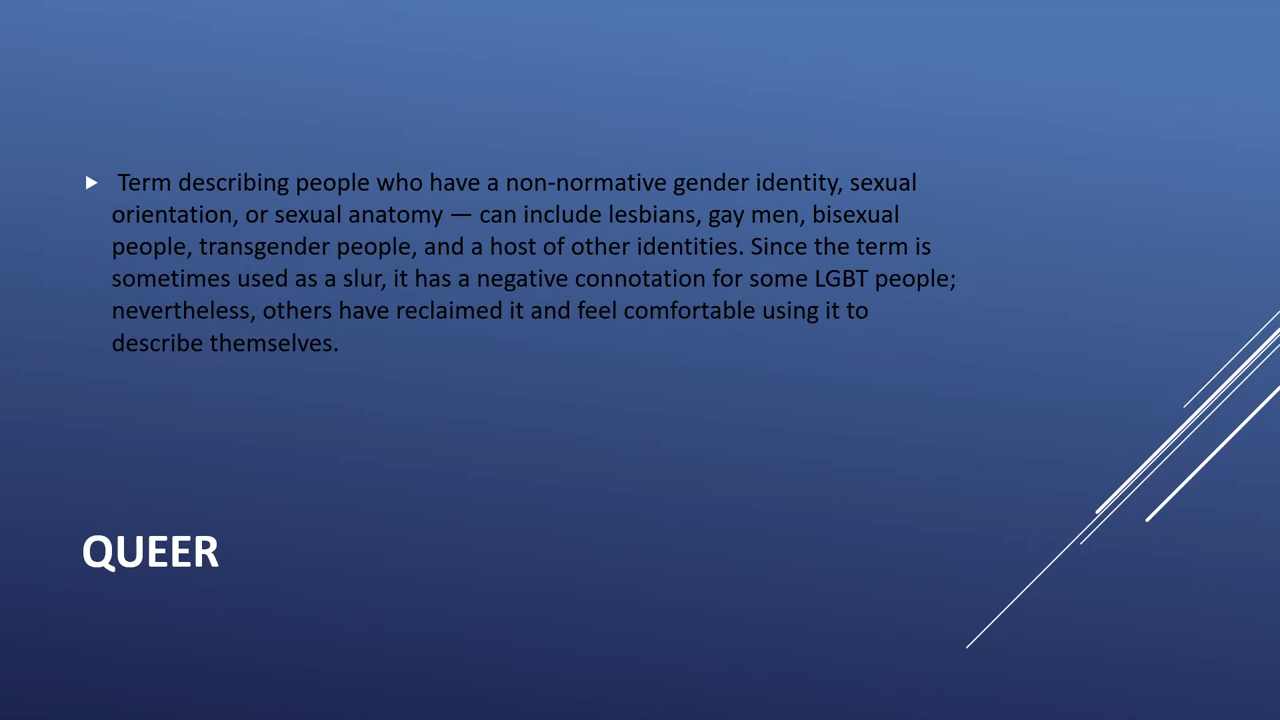 Term describing people who have a non-normative gender identity, sexual
orientation, or sexual anatomy — can include lesbians, gay men, bisexual
people, transgender people, and a host of other identities. Since the term is
sometimes used as a slur, it has a negative connotation for some LGBT people;
nevertheless, others have reclaimed it and feel comfortable using it to
describe themselves.
QUEER